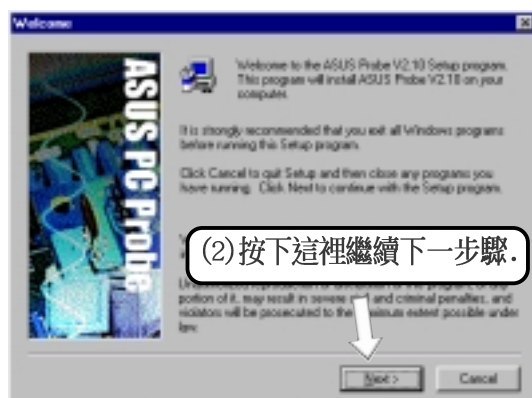 Welcome
ASUS PC Probe
Welcome to the ASUS Probe V2.10 Setup program.
This program will install ASUS Probe V2.10 on your
computer.
It is strongly recommended that you exit all Windows programs
before running this Setup program.
Click Cancel to quit Setup and then close any programs you
have running. Click Next to continue with the Setup program.
(2)按下這裡繼續下一步驟.
portion of it, may result in severe and criminal penalties, and
violators will be prosecuted to the maximum extent possible under
law.
Next >
Cancel